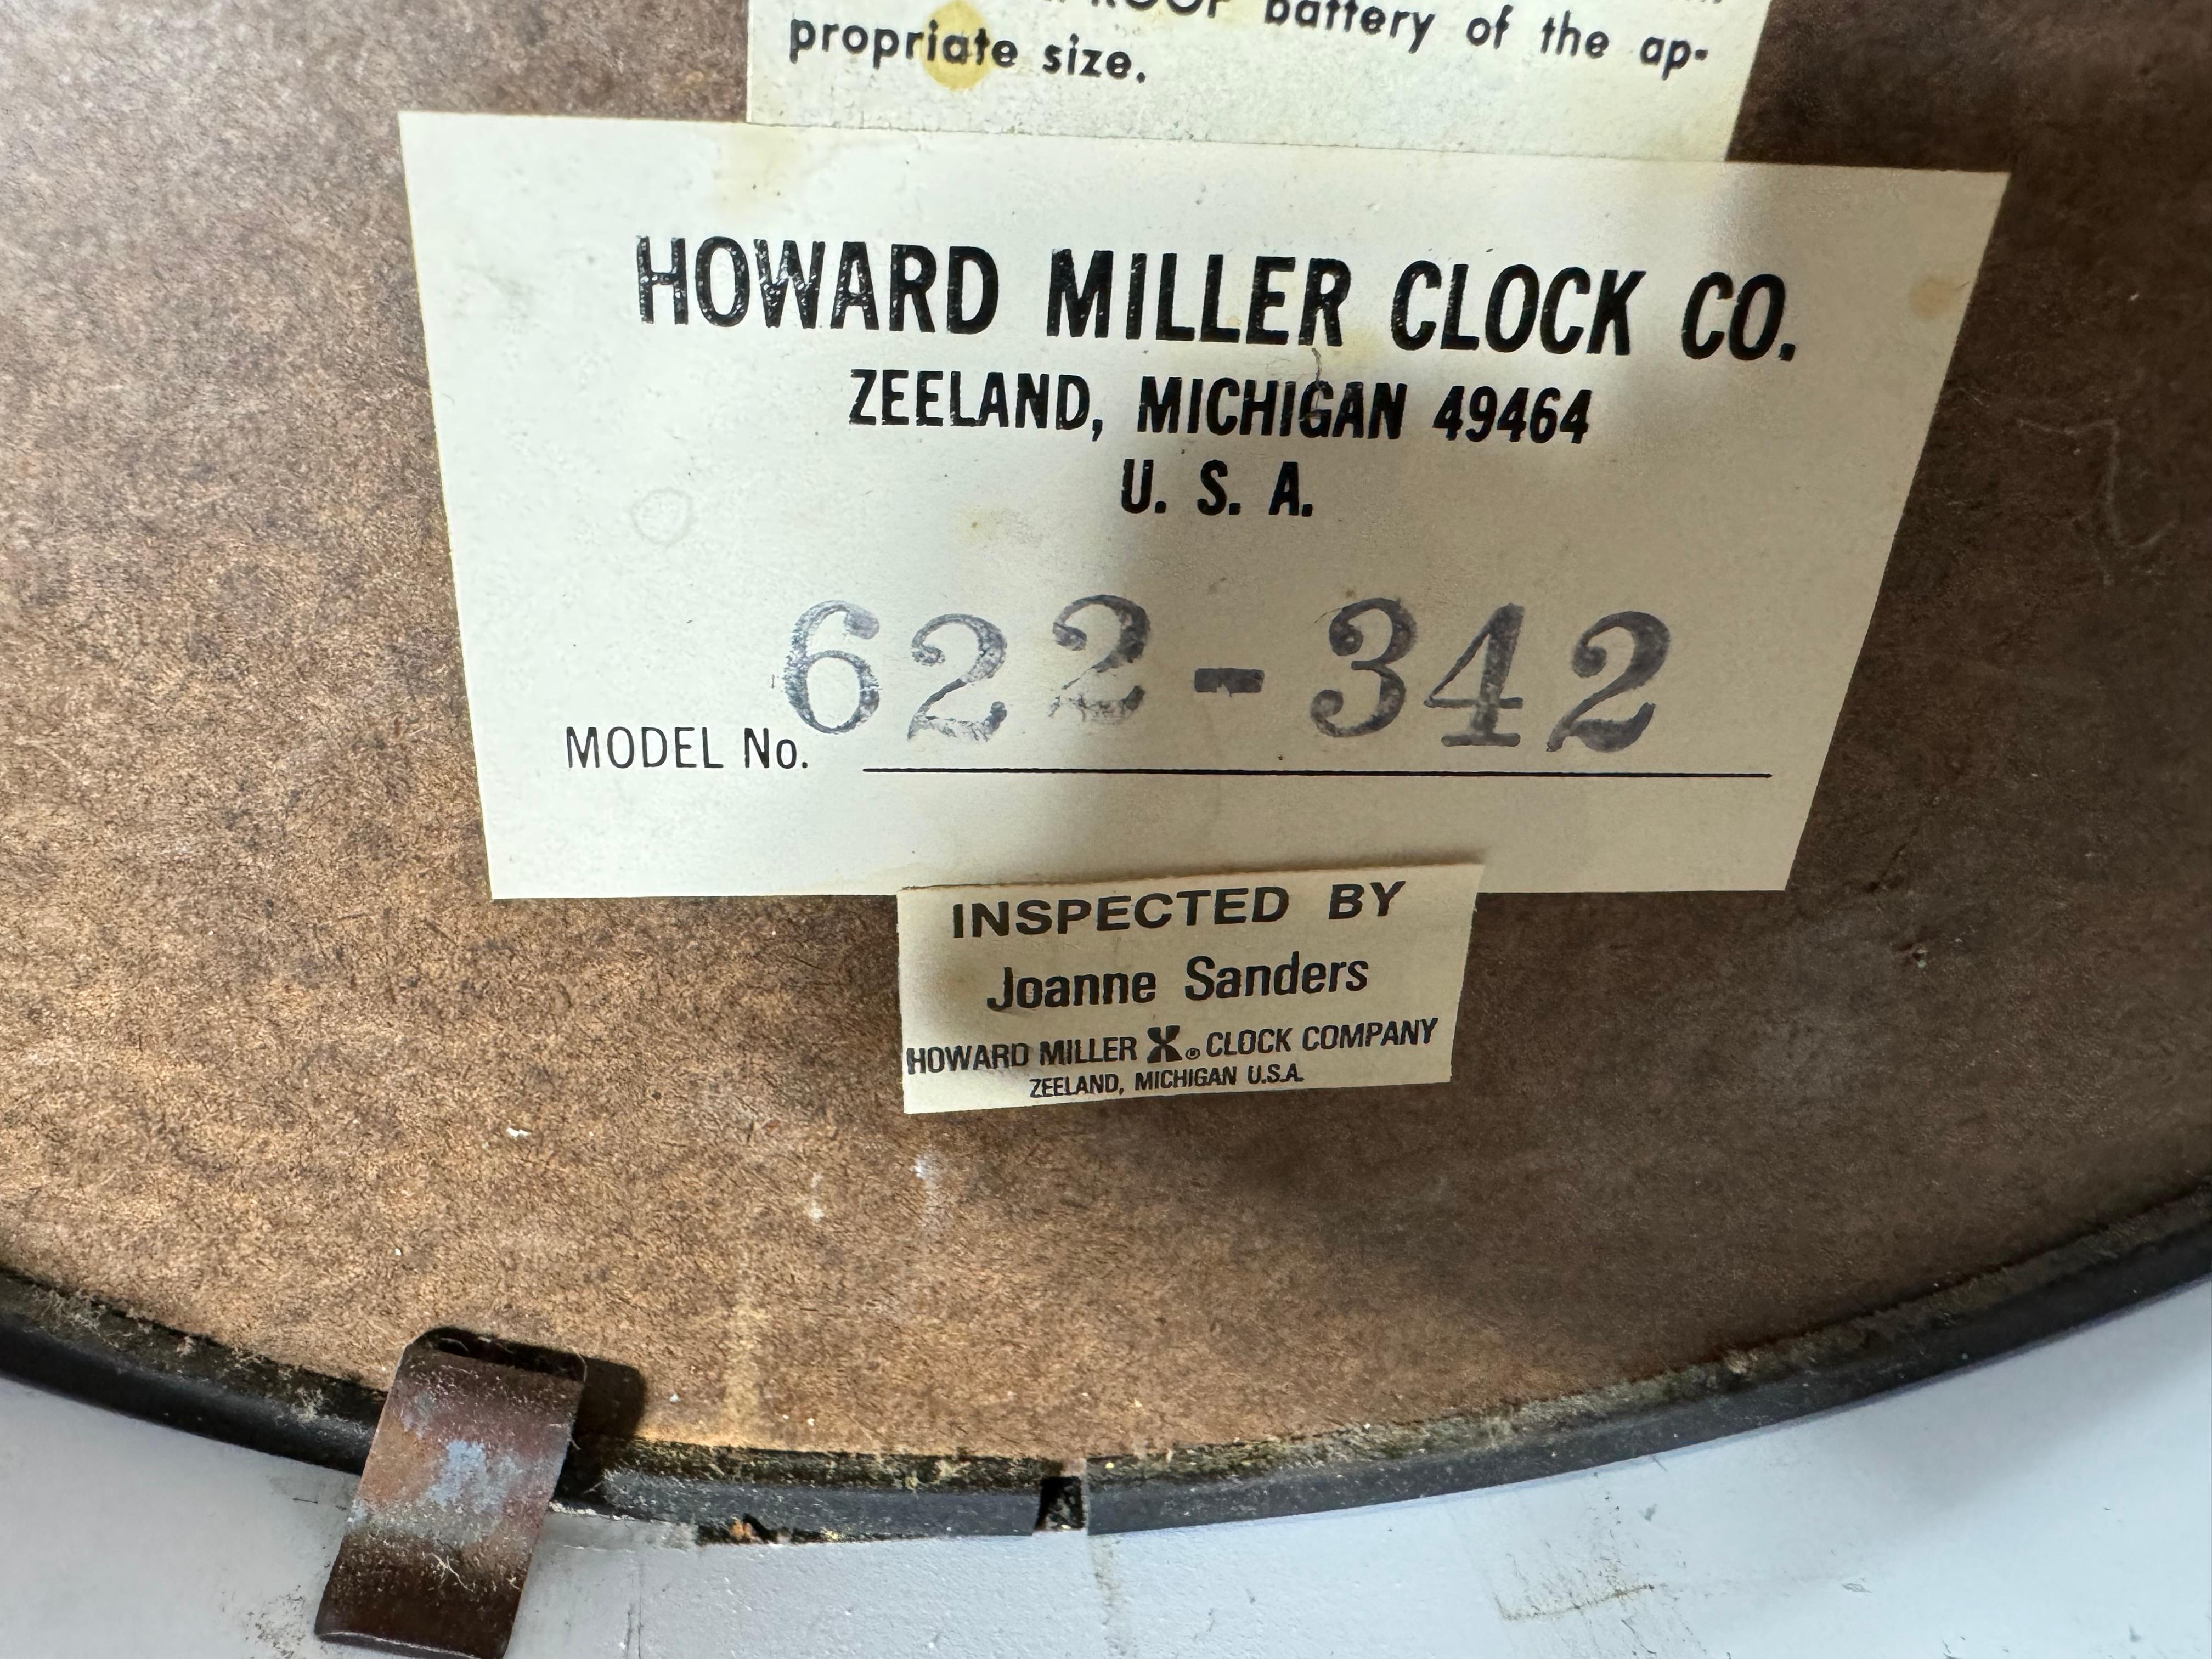 PROOF battery of the ap-
propriate size.
HOWARD MILLER CLOCK CO.
ZEELAND, MICHIGAN 49464
U. S. A.
MODEL No. 622-342
INSPECTED BY
Joanne Sanders
HOWARD MILLER ® CLOCK COMPANY
ZEELAND, MICHIGAN U.S.A.